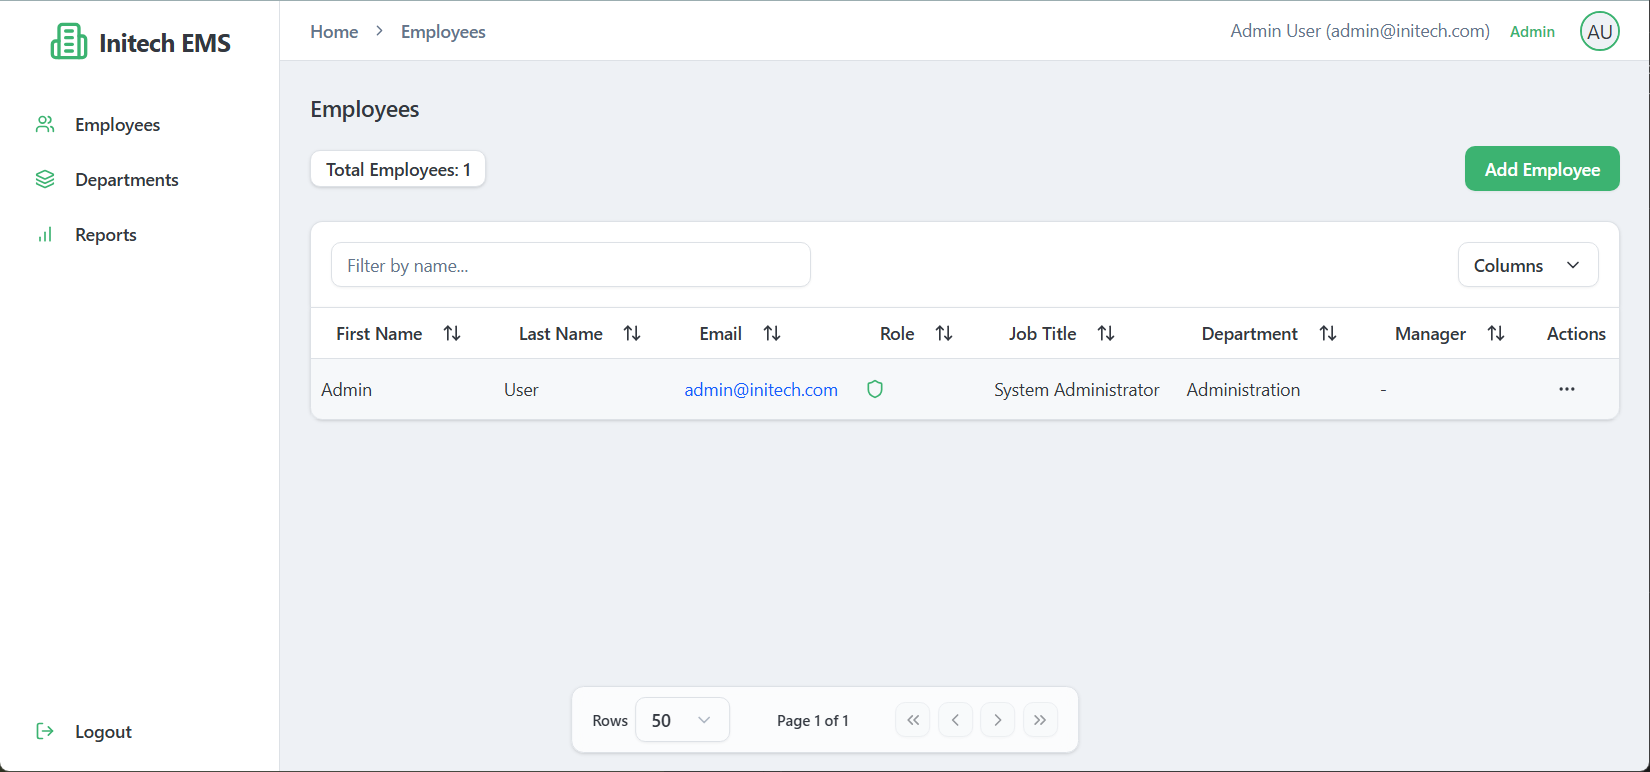 Initech EMS
Home
Employees
Admin User (admin@initech.com)
Admin
AU
Employees
Departments
Reports
Logout
Employees
Total Employees: 1
Add Employee
Filter by name...
Columns
First Name
Last Name
Email
Role
Job Title
Department
Manager
Actions
Admin
User
admin@initech.com
System Administrator
Administration
-
Rows
50
Page 1 of 1